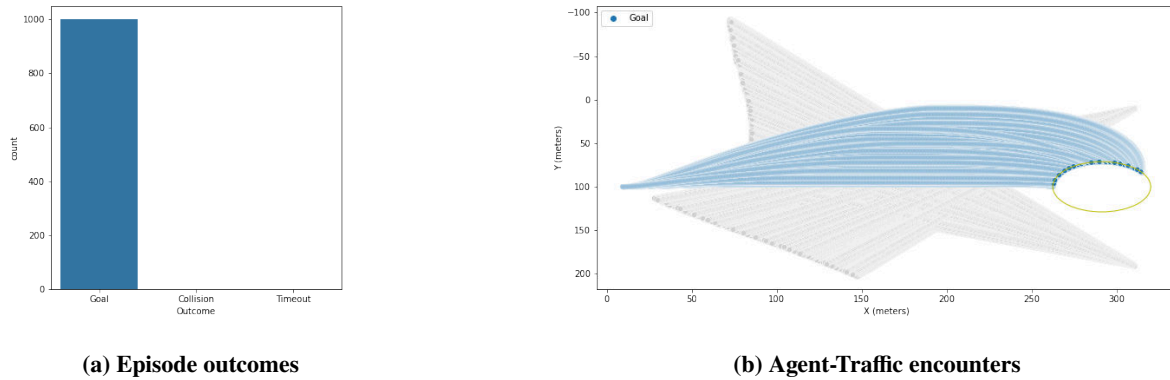 1000
800
600
400
200
0
count
Goal
Collision
Timeout
Outcome
(a) Episode outcomes
Goal
−100
−50
0
50
100
150
200
Y (meters)
0
50
100
150
200
250
300
X (meters)
(b) Agent-Traffic encounters